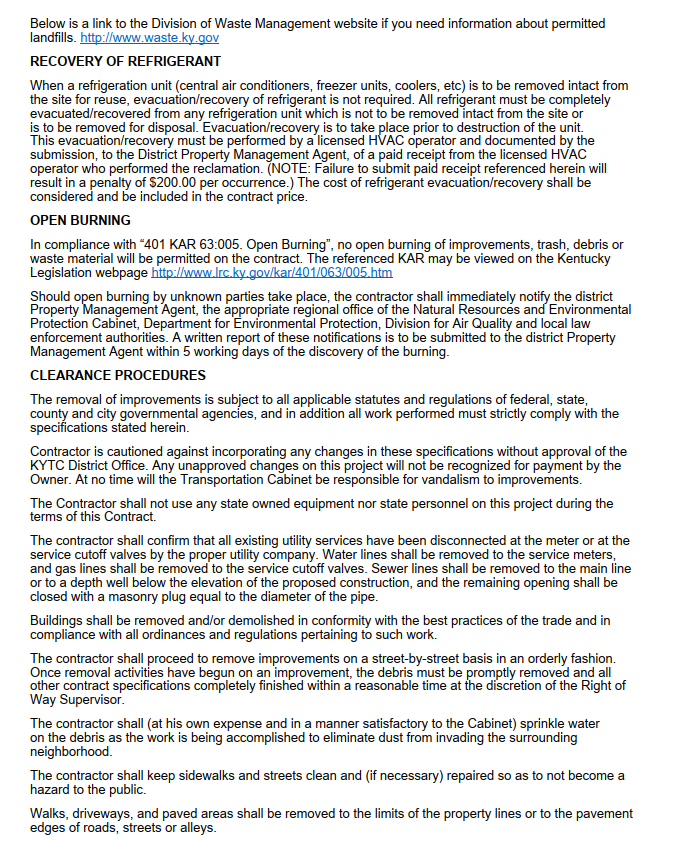 Below is a link to the Division of Waste Management website if you need information about permitted
landfills. http://www.waste.ky.gov
RECOVERY OF REFRIGERANT
When a refrigeration unit (central air conditioners, freezer units, coolers, etc) is to be removed intact from
the site for reuse, evacuation/recovery of refrigerant is not required. All refrigerant must be completely
evacuated/recovered from any refrigeration unit which is not to be removed intact from the site or
is to be removed for disposal. Evacuation/recovery is to take place prior to destruction of the unit.
This evacuation/recovery must be performed by a licensed HVAC operator and documented by the
submission, to the District Property Management Agent, of a paid receipt from the licensed HVAC
operator who performed the reclamation. (NOTE: Failure to submit paid receipt referenced herein will
result in a penalty of $200.00 per occurrence.) The cost of refrigerant evacuation/recovery shall be
considered and be included in the contract price.
OPEN BURNING
In compliance with “401 KAR 63:005. Open Burning”, no open burning of improvements, trash, debris or
waste material will be permitted on the contract. The referenced KAR may be viewed on the Kentucky
Legislation webpage http://www.lrc.ky.gov/kar/401/063/005.htm
Should open burning by unknown parties take place, the contractor shall immediately notify the district
Property Management Agent, the appropriate regional office of the Natural Resources and Environmental
Protection Cabinet, Department for Environmental Protection, Division for Air Quality and local law
enforcement authorities. A written report of these notifications is to be submitted to the district Property
Management Agent within 5 working days of the discovery of the burning.
CLEARANCE PROCEDURES
The removal of improvements is subject to all applicable statutes and regulations of federal, state,
county and city governmental agencies, and in addition all work performed must strictly comply with the
specifications stated herein.
Contractor is cautioned against incorporating any changes in these specifications without approval of the
KYTC District Office. Any unapproved changes on this project will not be recognized for payment by the
Owner. At no time will the Transportation Cabinet be responsible for vandalism to improvements.
The Contractor shall not use any state owned equipment nor state personnel on this project during the
terms of this Contract.
The contractor shall confirm that all existing utility services have been disconnected at the meter or at the
service cutoff valves by the proper utility company. Water lines shall be removed to the service meters,
and gas lines shall be removed to the service cutoff valves. Sewer lines shall be removed to the main line
or to a depth well below the elevation of the proposed construction, and the remaining opening shall be
closed with a masonry plug equal to the diameter of the pipe.
Buildings shall be removed and/or demolished in conformity with the best practices of the trade and in
compliance with all ordinances and regulations pertaining to such work.
The contractor shall proceed to remove improvements on a street-by-street basis in an orderly fashion.
Once removal activities have begun on an improvement, the debris must be promptly removed and all
other contract specifications completely finished within a reasonable time at the discretion of the Right of
Way Supervisor.
The contractor shall (at his own expense and in a manner satisfactory to the Cabinet) sprinkle water
on the debris as the work is being accomplished to eliminate dust from invading the surrounding
neighborhood.
The contractor shall keep sidewalks and streets clean and (if necessary) repaired so as to not become a
hazard to the public.
Walks, driveways, and paved areas shall be removed to the limits of the property lines or to the pavement
edges of roads, streets or alleys.